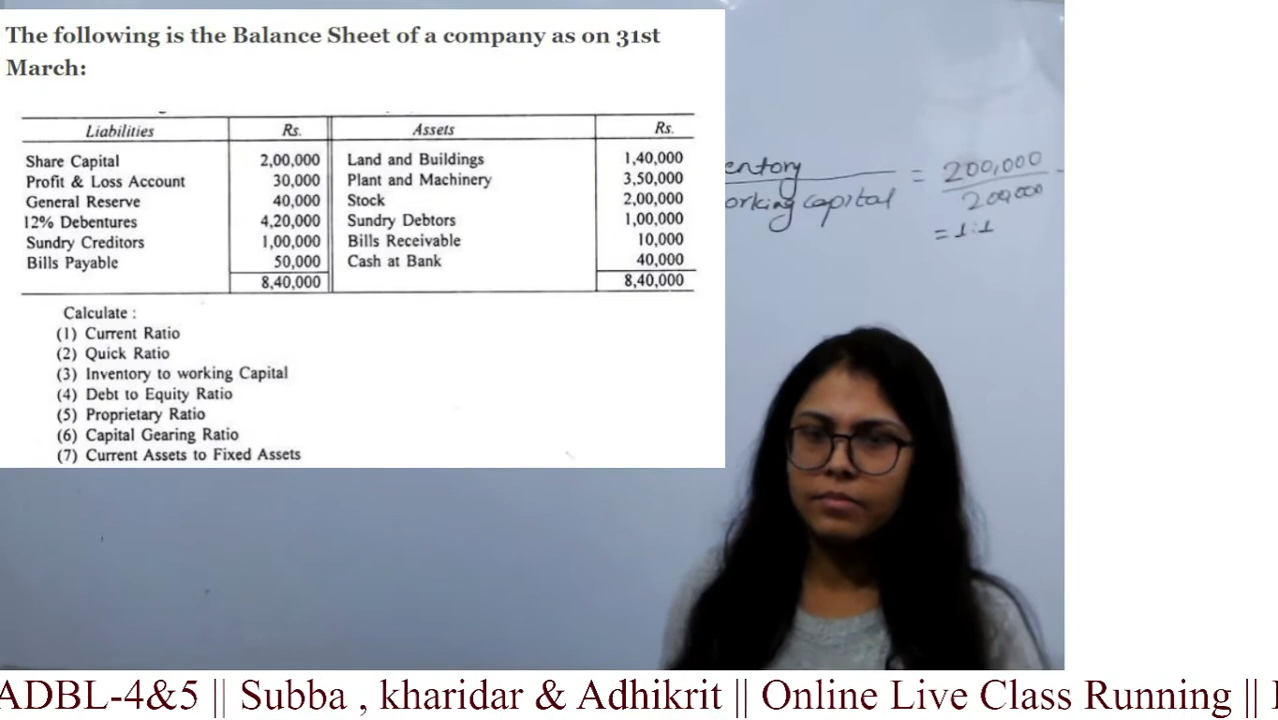 The following is the Balance Sheet of a company as on 31st
March:
Liabilities Rs. Assets Rs.
Share Capital 2,00,000 Land and Buildings 1,40,000
Profit & Loss Account 30,000 Plant and Machinery 3,50,000
General Reserve 40,000 Stock 2,00,000
12% Debentures 4,20,000 Sundry Debtors 1,00,000
Sundry Creditors 1,00,000 Bills Receivable 10,000
Bills Payable 50,000 Cash at Bank 40,000
8,40,000 8,40,000
Calculate :
(1) Current Ratio
(2) Quick Ratio
(3) Inventory to working Capital
(4) Debt to Equity Ratio
(5) Proprietary Ratio
(6) Capital Gearing Ratio
(7) Current Assets to Fixed Assets
entory = 200,000
orking capital 200000
= 1:1
ADBL-4&5 || Subba , kharidar & Adhikrit || Online Live Class Running ||